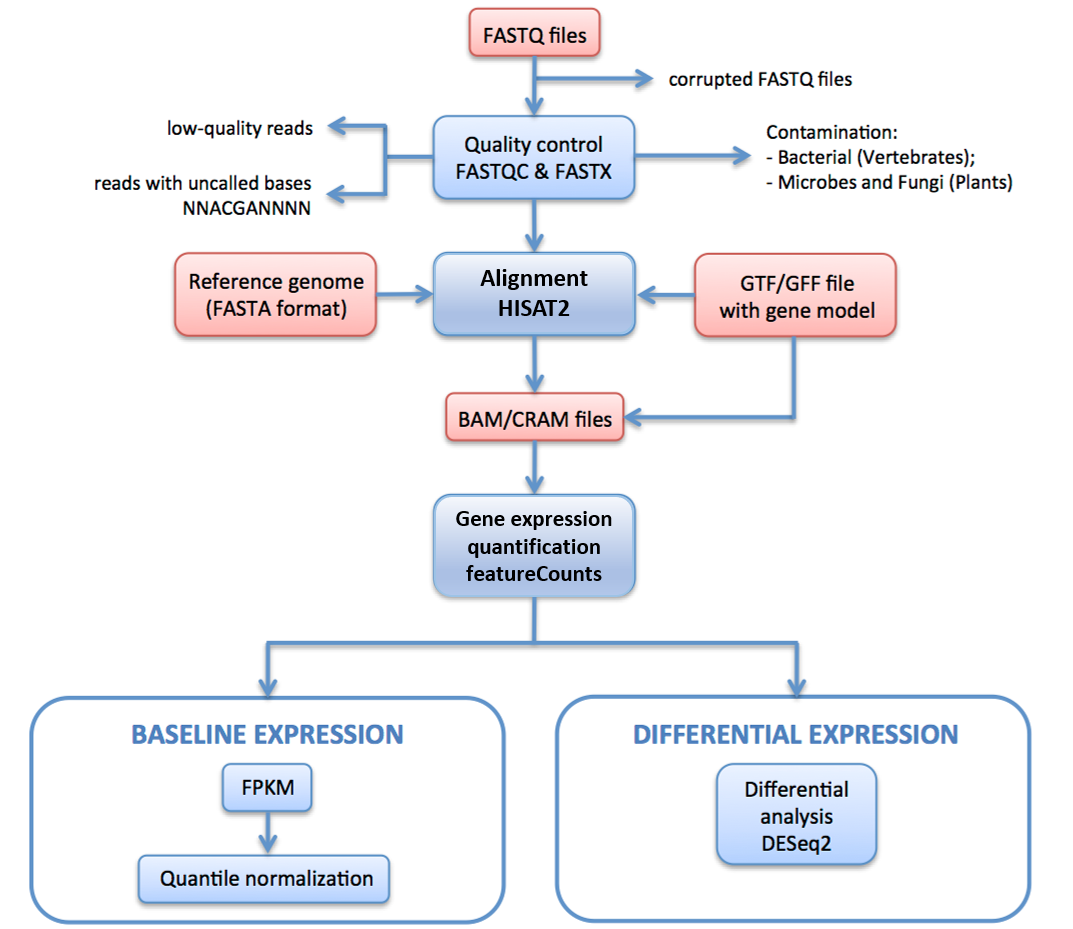 FASTQ files
corrupted FASTQ files
low-quality reads
reads with uncalled bases
NNACGANNNN
Quality control
FASTQC & FASTX
Contamination:
- Bacterial (Vertebrates);
- Microbes and Fungi (Plants)
Reference genome
(FASTA format)
Alignment
HISAT2
GTF/GFF file
with gene model
BAM/CRAM files
Gene expression
quantification
featureCounts
BASELINE EXPRESSION
FPKM
Quantile normalization
DIFFERENTIAL EXPRESSION
Differential
analysis
DESeq2